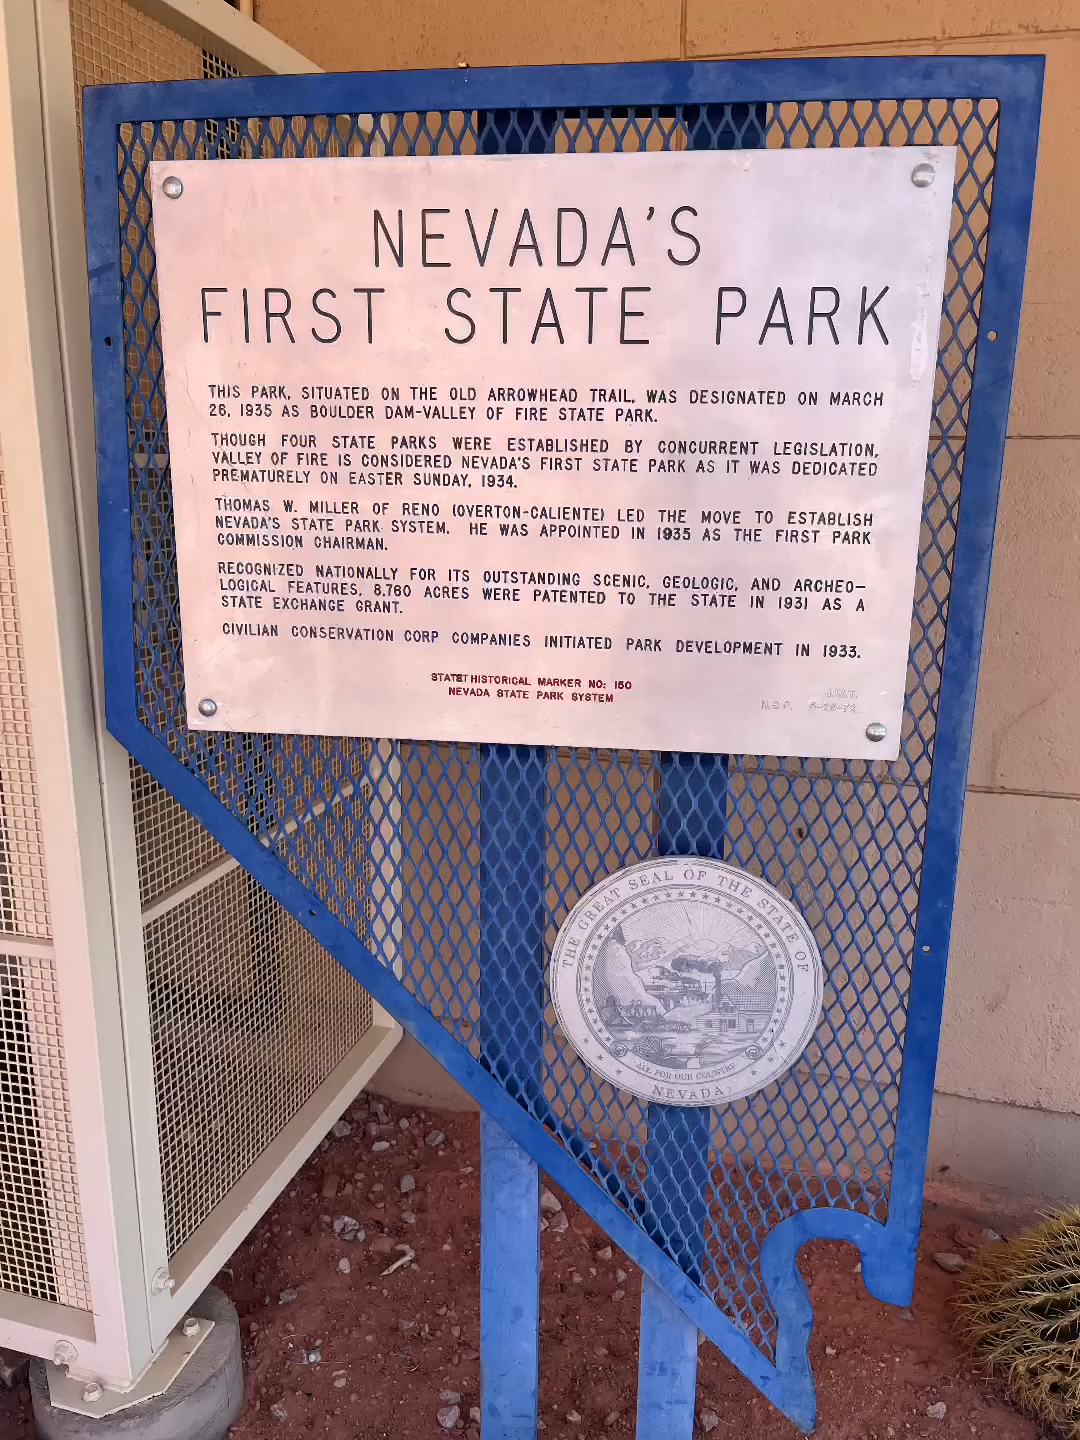 NEVADA'S
FIRST STATE PARK
THIS PARK, SITUATED ON THE OLD ARROWHEAD TRAIL, WAS DESIGNATED ON MARCH
26, 1935 AS BOULDER DAM-VALLEY OF FIRE STATE PARK.
THOUGH FOUR STATE PARKS WERE ESTABLISHED BY CONCURRENT LEGISLATION,
VALLEY OF FIRE IS CONSIDERED NEVADA'S FIRST STATE PARK AS IT WAS DEDICATED
PREMATURELY ON EASTER SUNDAY, 1934.
THOMAS W. MILLER OF RENO (OVERTON-CALIENTE) LED THE MOVE TO ESTABLISH
NEVADA'S STATE PARK SYSTEM. HE WAS APPOINTED IN 1935 AS THE FIRST PARK
COMMISSION CHAIRMAN.
RECOGNIZED NATIONALLY FOR ITS OUTSTANDING SCENIC, GEOLOGIC, AND ARCHEO-
LOGICAL FEATURES, 8,760 ACRES WERE PATENTED TO THE STATE IN 1931 AS A
STATE EXCHANGE GRANT.
CIVILIAN CONSERVATION CORP COMPANIES INITIATED PARK DEVELOPMENT IN 1933.
HISTORICAL MARKER NO: 150
NEVADA STATE PARK SYSTEM
THE GREAT SEAL OF THE STATE OF
ALL FOR OUR COUNTRY
NEVADA